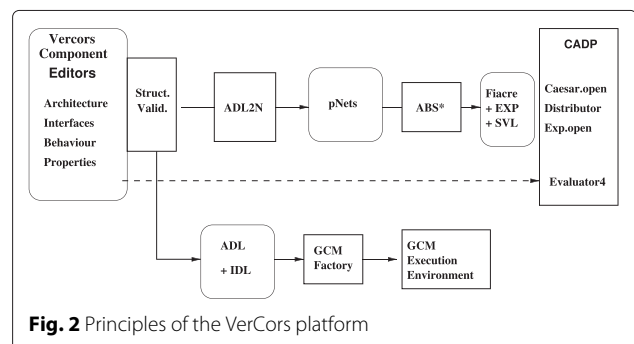 Vercors
Component
Editors
Architecture
Interfaces
Behaviour
Properties
Struct.
Valid.
ADL2N
pNets
ABS*
Fiacre
+ EXP
+ SVL
CADP
Caesar.open
Distributor
Exp.open
Evaluator4
ADL
+ IDL
GCM
Factory
GCM
Execution
Environment
Fig. 2 Principles of the VerCors platform